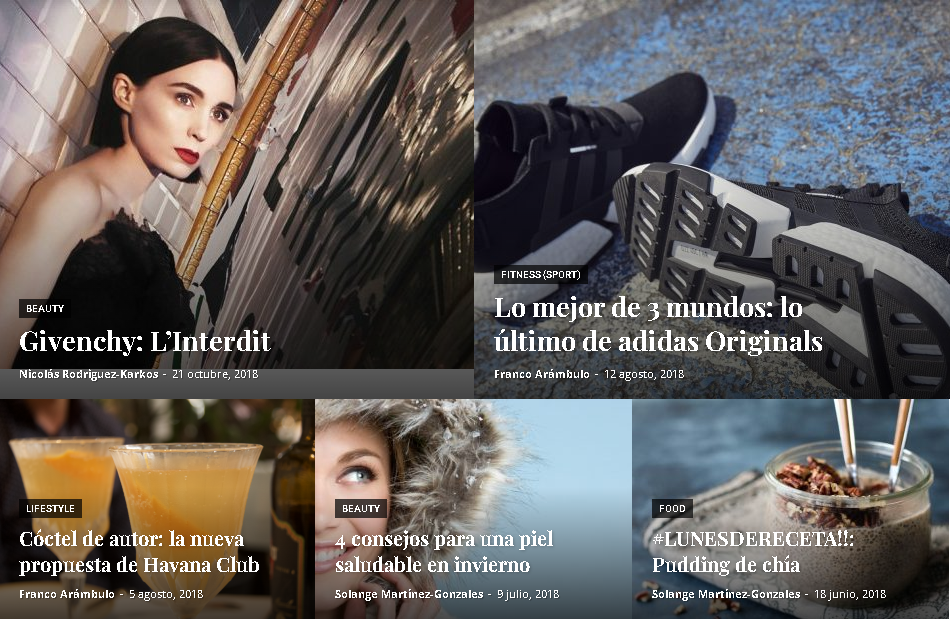 BEAUTY
Givenchy: L’Interdit
Nicolás Rodriguez-Karkos - 21 octubre, 2018
FITNESS (SPORT)
Lo mejor de 3 mundos: lo
último de adidas Originals
Franco Arámbulo - 12 agosto, 2018
LIFESTYLE
Cóctel de autor: la nueva
propuesta de Havana Club
Franco Arámbulo - 5 agosto, 2018
BEAUTY
4 consejos para una piel
saludable en invierno
Solange Martínez-Gonzales - 9 julio, 2018
FOOD
#LUNESDERECETA!!:
Pudding de chía
Solange Martínez-Gonzales - 18 junio, 2018